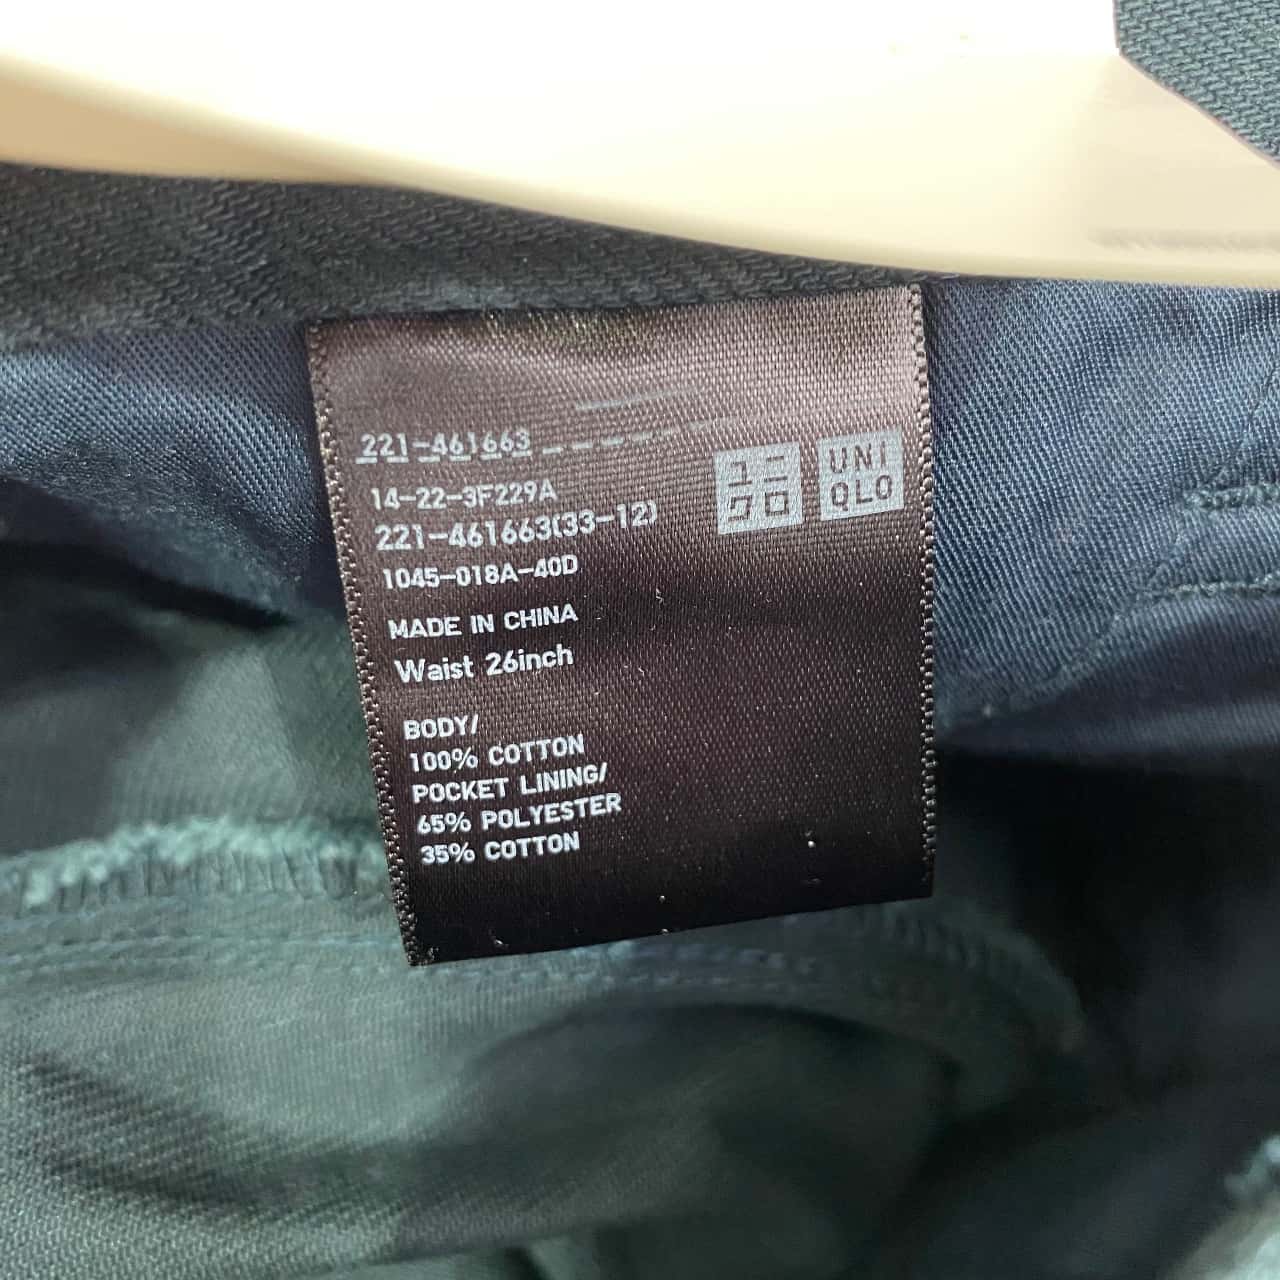 221-461663
14-22-3F229A
221-461663(33-12)
1045-018A-40D
MADE IN CHINA
Waist 26inch
BODY/
100% COTTON
POCKET LINING/
65% POLYESTER
35% COTTON
ユニ
クロ
UNI
QLO